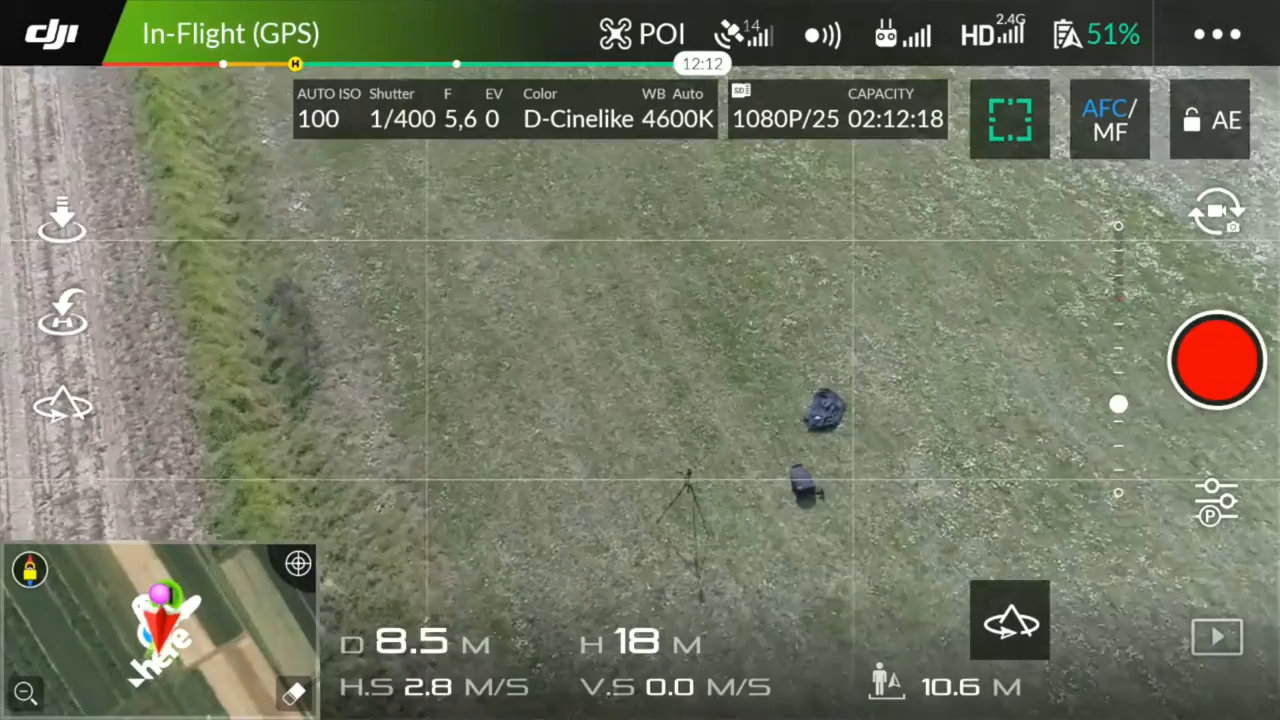 dji In-Flight (GPS) POI 14 HD 2.4G 51%
12:12
H
AUTO ISO Shutter F EV Color WB Auto
100 1/400 5,6 0 D-Cinelike 4600K
SD
CAPACITY
1080P/25 02:12:18
AFC/
MF
AE
H
P
here
D 8.5 M H 18 M
H.S 2.8 M/S V.S 0.0 M/S 10.6 M